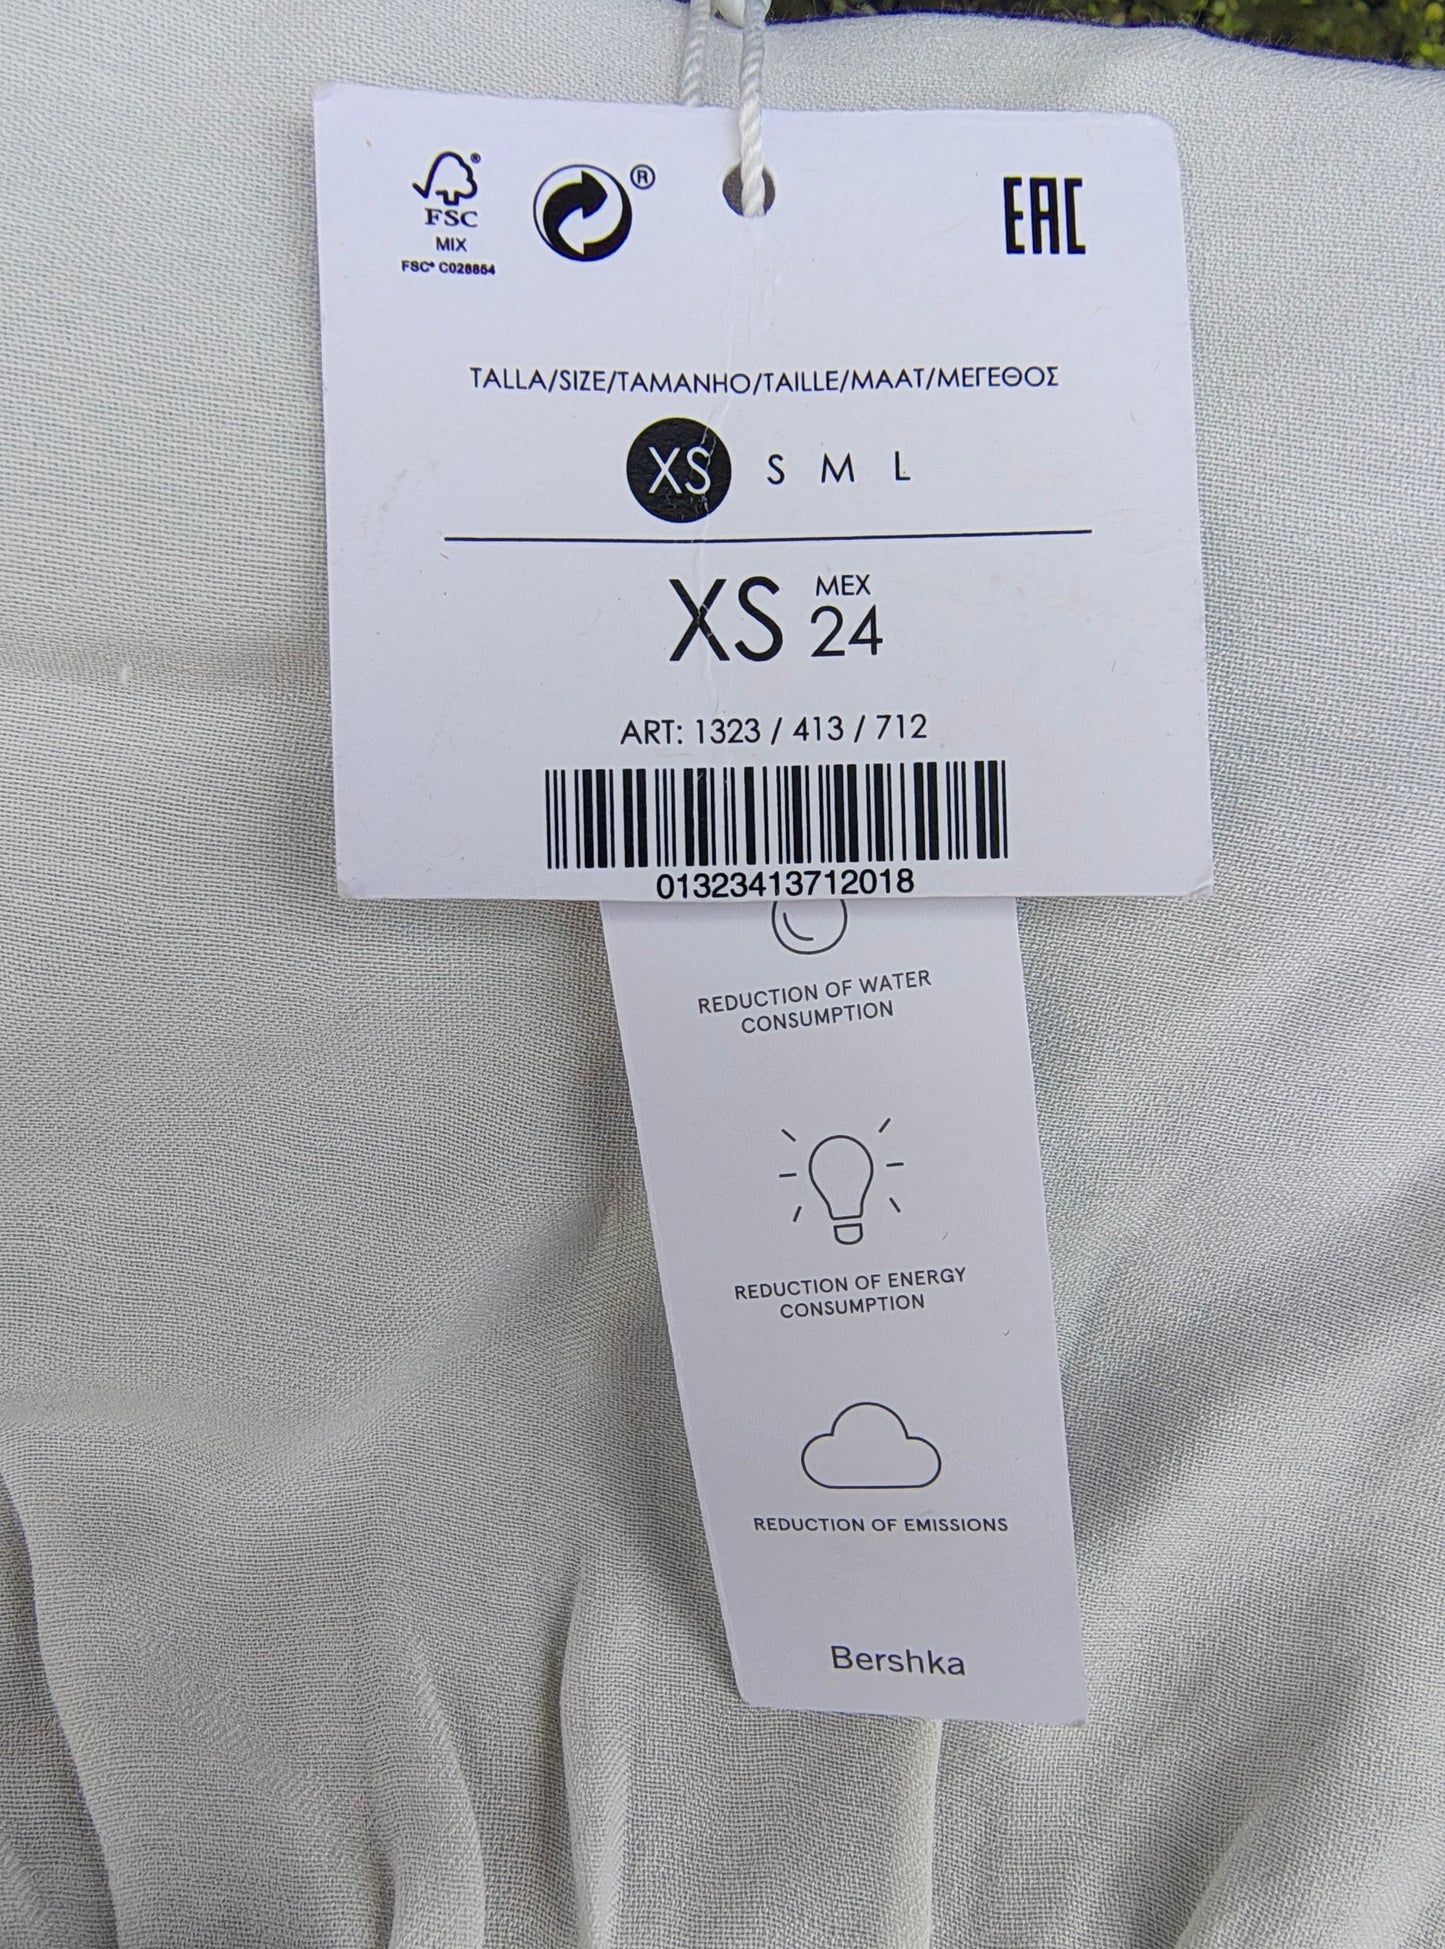 FSC®
MIX
FSC® C028854
®
EAC
TALLA/SIZE/TAMANHO/TAILLE/MAAT/ΜΕΓΕΘΟΣ
XS S M L
XS MEX 24
ART: 1323 / 413 / 712
01323413712018
REDUCTION OF WATER
CONSUMPTION
REDUCTION OF ENERGY
CONSUMPTION
REDUCTION OF EMISSIONS
Bershka